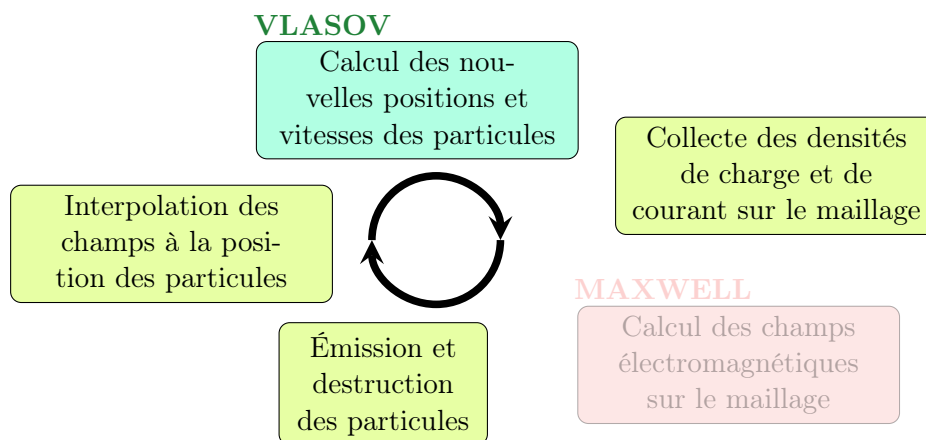 VLASOV
Calcul des nou-
velles positions et
vitesses des particules
Collecte des densités
de charge et de
courant sur le maillage
Interpolation des
champs à la posi-
tion des particules
MAXWELL
Calcul des champs
électromagnétiques
sur le maillage
Émission et
destruction
des particules